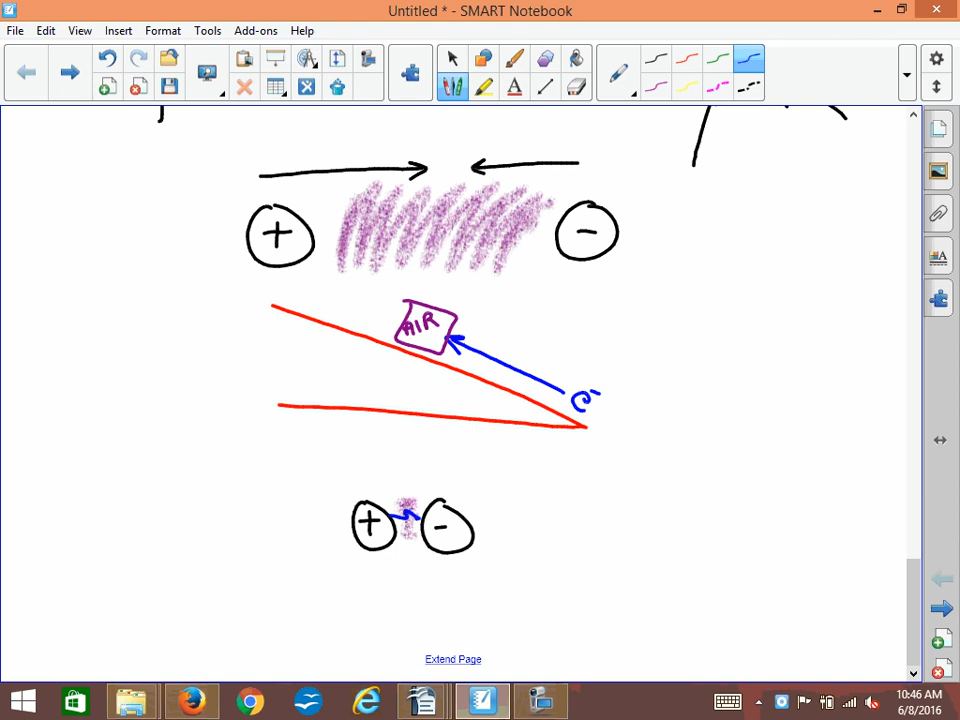 Untitled * - SMART Notebook
File Edit View Insert Format Tools Add-ons Help
+ -
AIR
e-
+ -
Extend Page
10:46 AM
6/8/2016